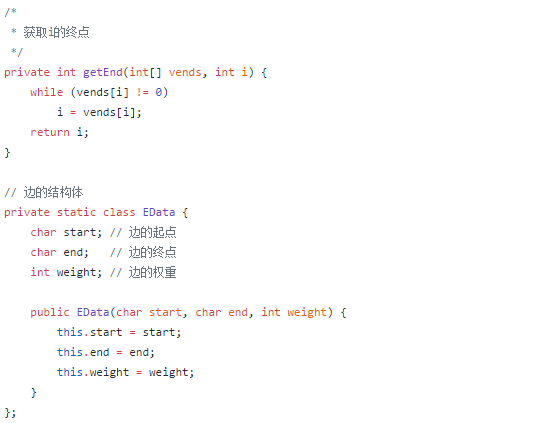 /*
 * 获取i的终点
 */
private int getEnd(int[] vends, int i) {
    while (vends[i] != 0)
        i = vends[i];
    return i;
}

// 边的结构体
private static class EData {
    char start; // 边的起点
    char end;   // 边的终点
    int weight; // 边的权重

    public EData(char start, char end, int weight) {
        this.start = start;
        this.end = end;
        this.weight = weight;
    }
};